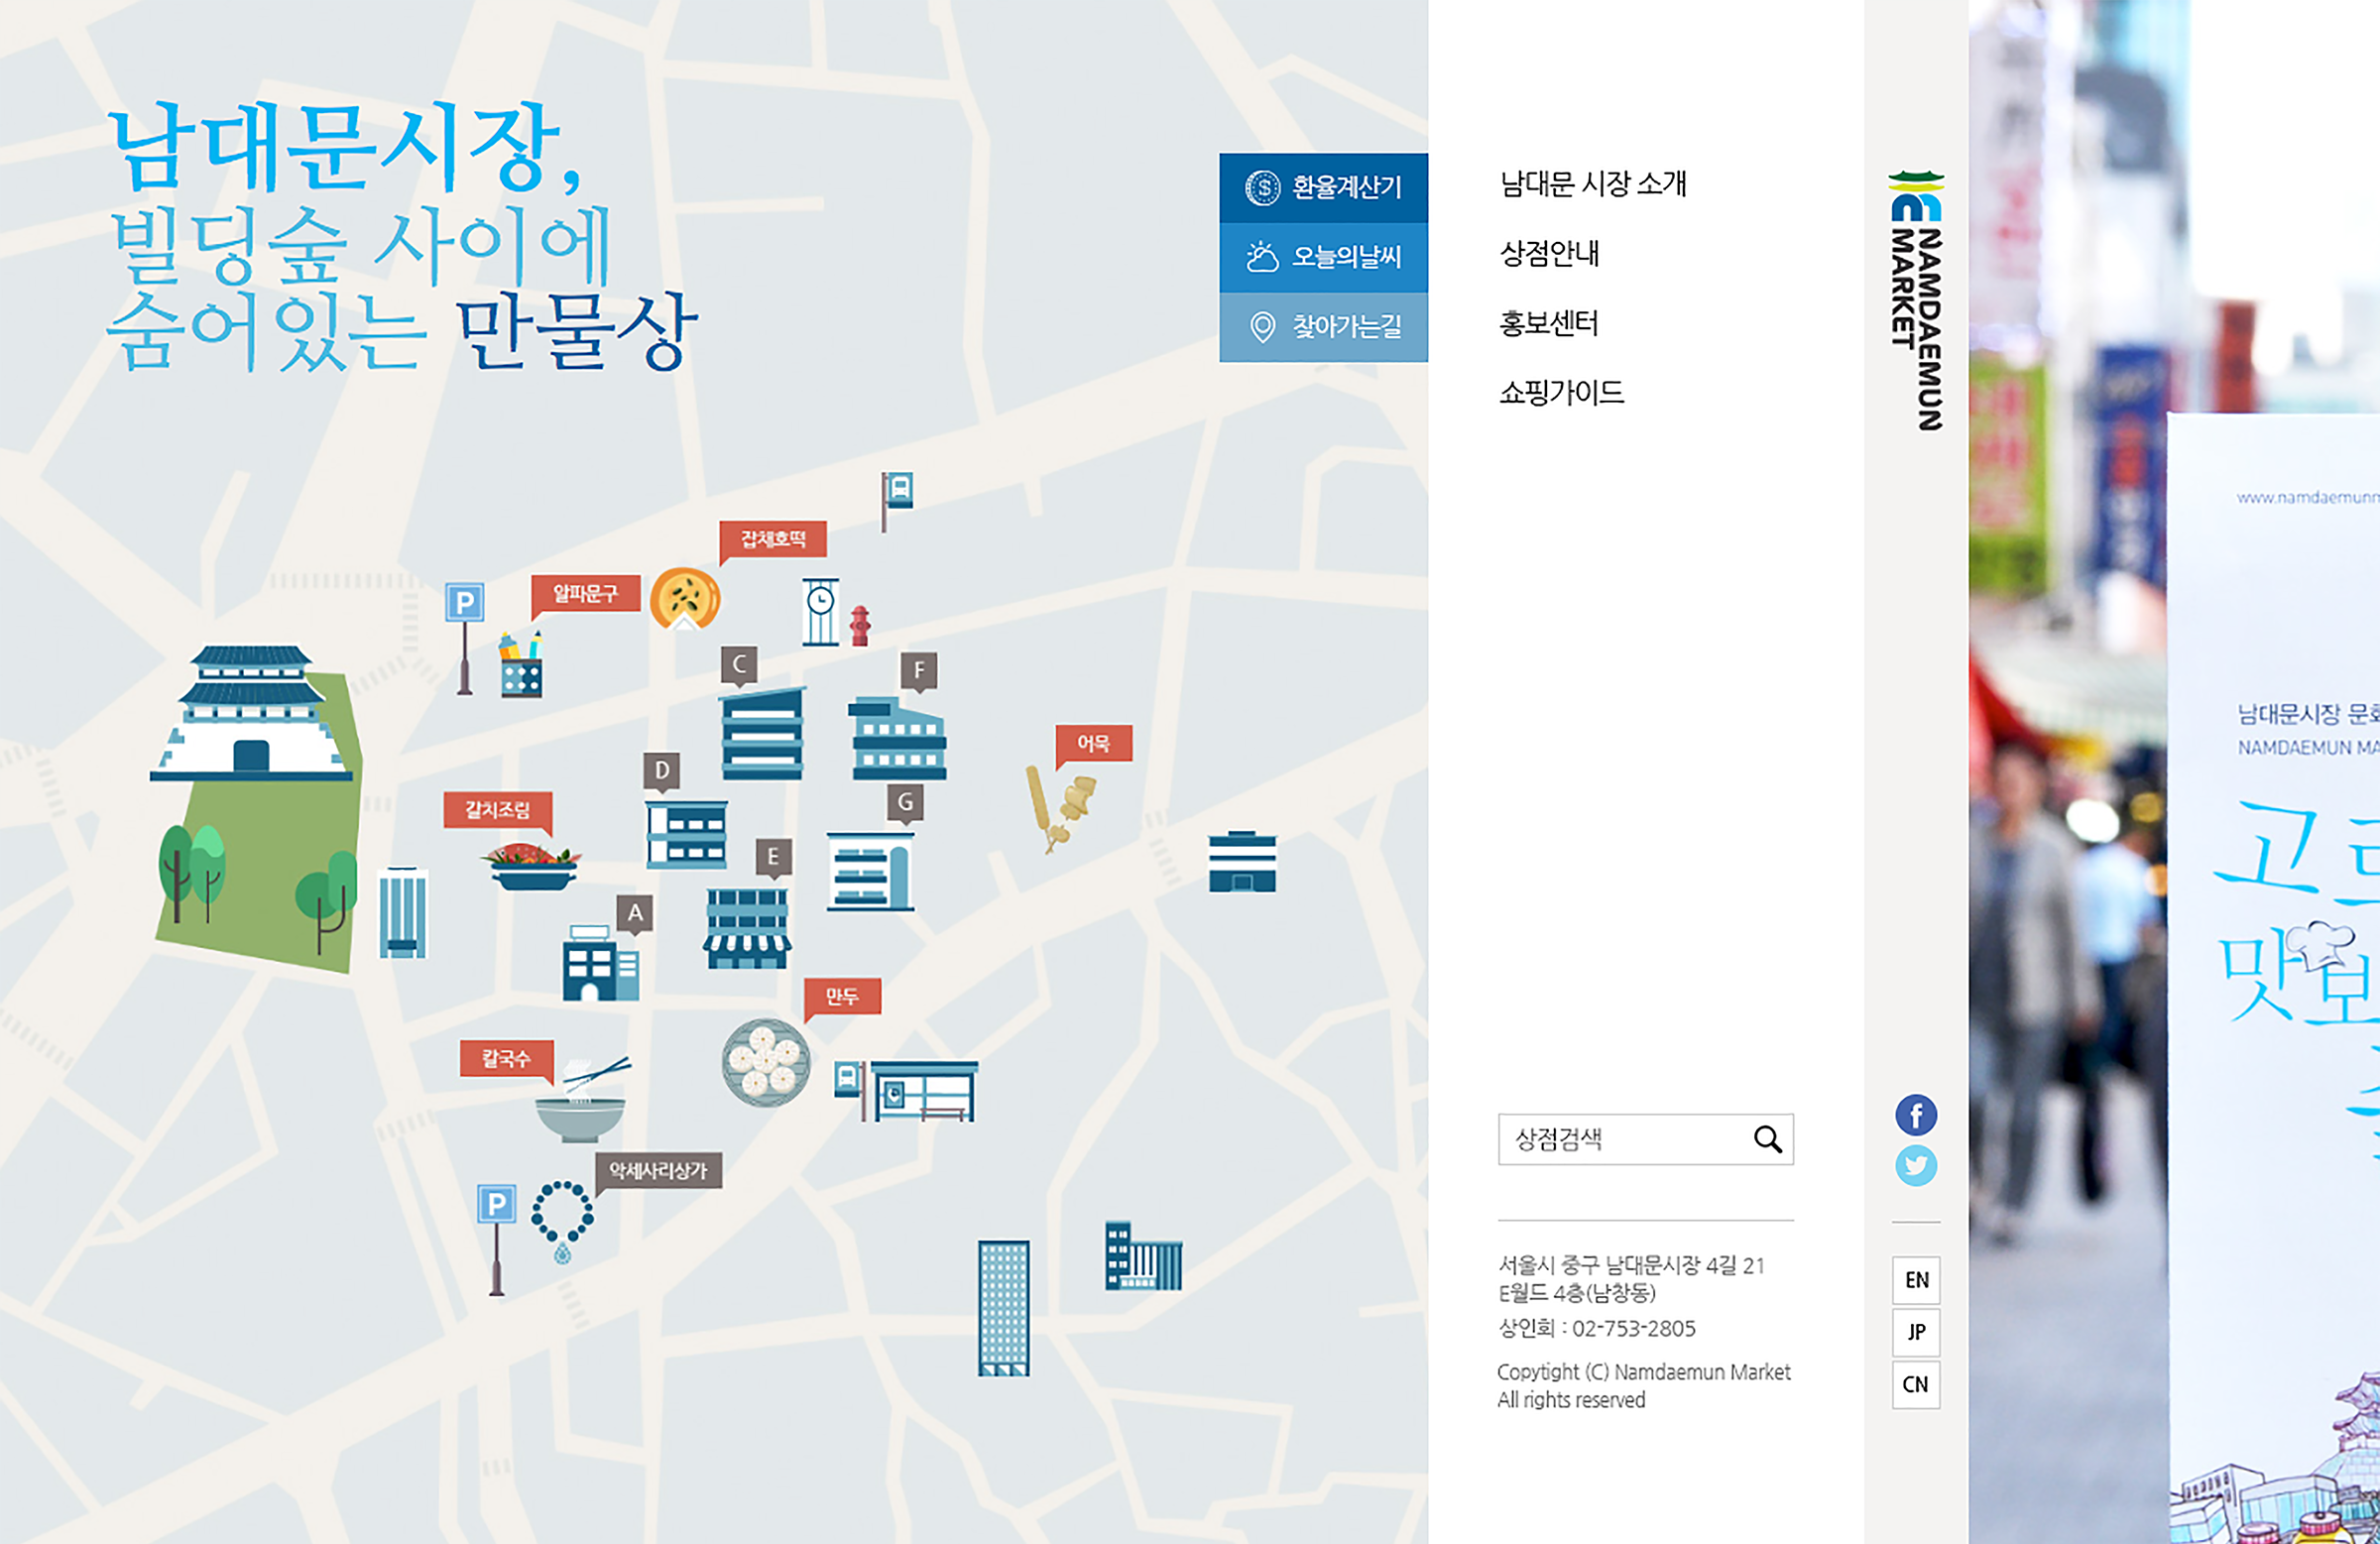 남대문시장,
빌딩숲 사이에
숨어있는 만물상
환율계산기
오늘의날씨
찾아가는길
잡채호떡
P
알파문구
C
F
어묵
D
G
갈치조림
E
A
만두
칼국수
악세사리상가
P
남대문 시장 소개
상점안내
홍보센터
쇼핑가이드
상점검색
서울시 중구 남대문시장 4길 21
E월드 4층(남창동)
상인회 : 02-753-2805
Copytight (C) Namdaemun Market
All rights reserved
NAMDAEMUN
MARKET
f
EN
JP
CN
www.namdaemunm
남대문시장
NAMDAEMUN MA
고
맛보